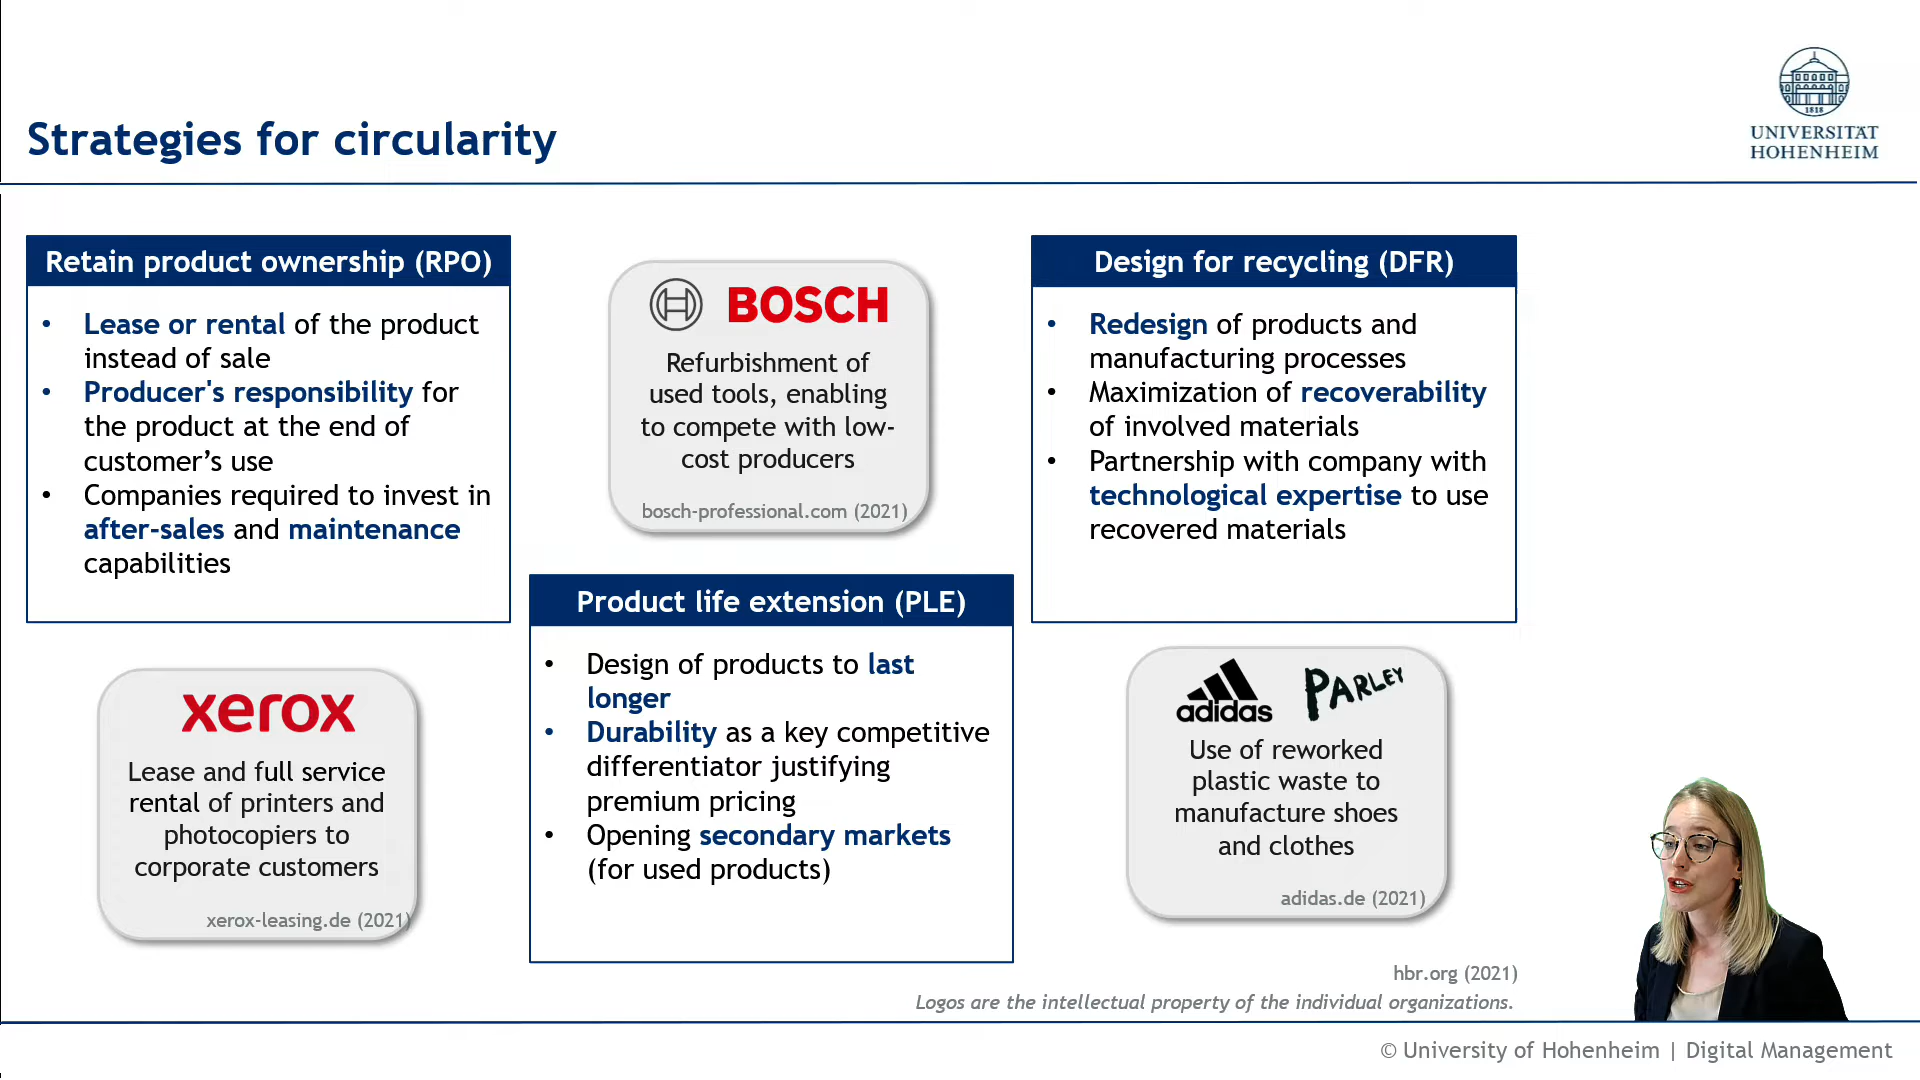 Strategies for circularity
1818
UNIVERSITÄT
HOHENHEIM
Retain product ownership (RPO)
• Lease or rental of the product
instead of sale
• Producer's responsibility for
the product at the end of
customer’s use
• Companies required to invest in
after-sales and maintenance
capabilities
xerox
Lease and full service
rental of printers and
photocopiers to
corporate customers
xerox-leasing.de (2021)
BOSCH
Refurbishment of
used tools, enabling
to compete with low-
cost producers
bosch-professional.com (2021)
Product life extension (PLE)
• Design of products to last
longer
• Durability as a key competitive
differentiator justifying
premium pricing
• Opening secondary markets
(for used products)
Design for recycling (DFR)
• Redesign of products and
manufacturing processes
• Maximization of recoverability
of involved materials
• Partnership with company with
technological expertise to use
recovered materials
adidas PARLEY
Use of reworked
plastic waste to
manufacture shoes
and clothes
adidas.de (2021)
hbr.org (2021)
Logos are the intellectual property of the individual organizations.
© University of Hohenheim | Digital Management